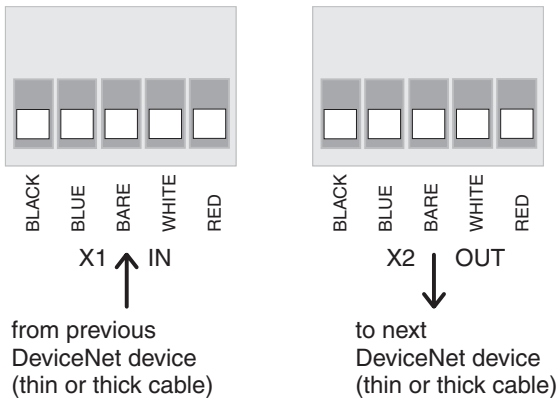 BLACK
BLUE
BARE
WHITE
RED
X1 IN
from previous
DeviceNet device
(thin or thick cable)
BLACK
BLUE
BARE
WHITE
RED
X2 OUT
to next
DeviceNet device
(thin or thick cable)